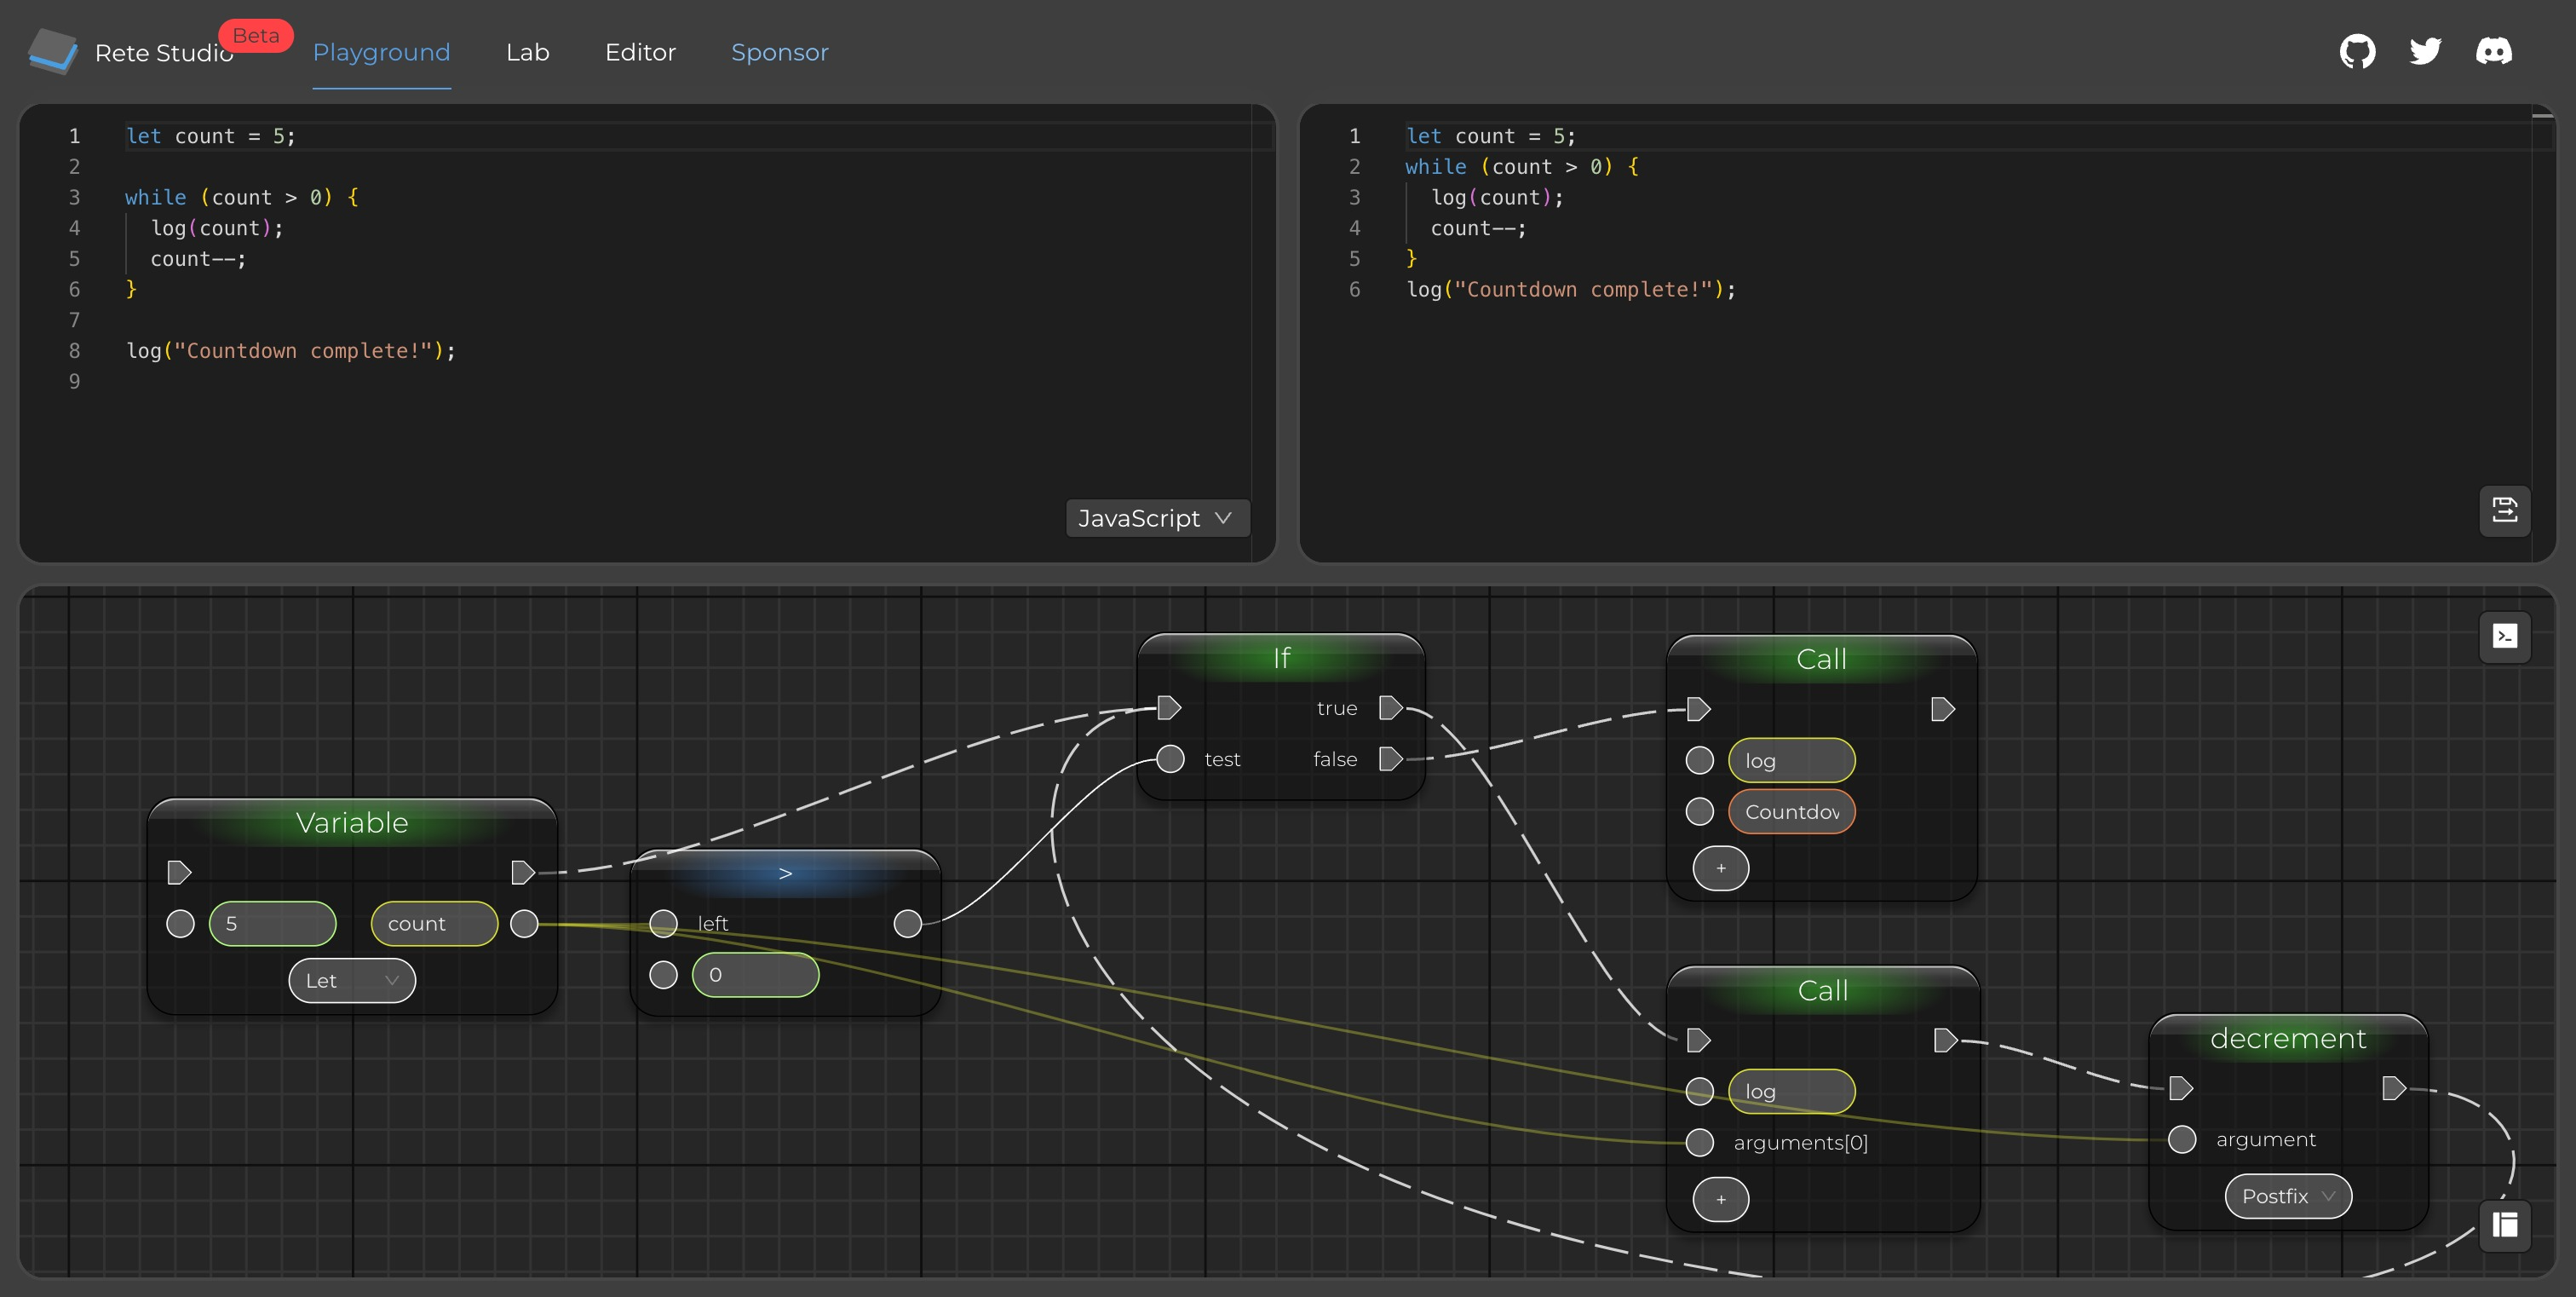 Rete Studio Beta Playground Lab Editor Sponsor
1 let count = 5;
2
3 while (count > 0) {
4 log(count);
5 count--;
6 }
7
8 log("Countdown complete!");
9
JavaScript
1 let count = 5;
2 while (count > 0) {
3 log(count);
4 count--;
5 }
6 log("Countdown complete!");
Variable
5 count
Let
>
left
0
If
true
test false
Call
log
Countdov
+
Call
log
arguments[0]
+
decrement
argument
Postfix